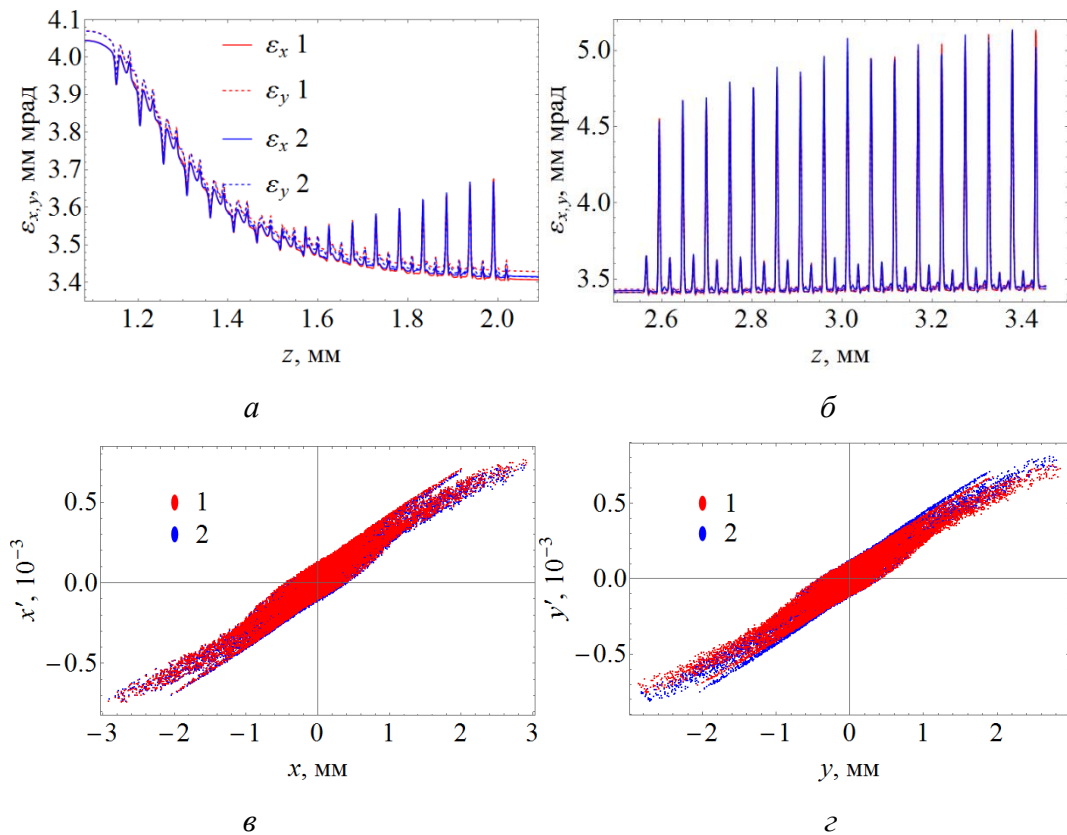 4.1
4.0
3.9
3.8
3.7
3.6
3.5
3.4
εx,y, мм мрад
εx 1
εy 1
εx 2
εy 2
1.2 1.4 1.6 1.8 2.0
z, мм
а
5.0
4.5
4.0
3.5
εx,y, мм мрад
2.6 2.8 3.0 3.2 3.4
z, мм
б
0.5
0.0
−0.5
x′, 10−3
1
2
−3 −2 −1 0 1 2 3
x, мм
в
0.5
0.0
−0.5
y′, 10−3
1
2
−2 −1 0 1 2
y, мм
г